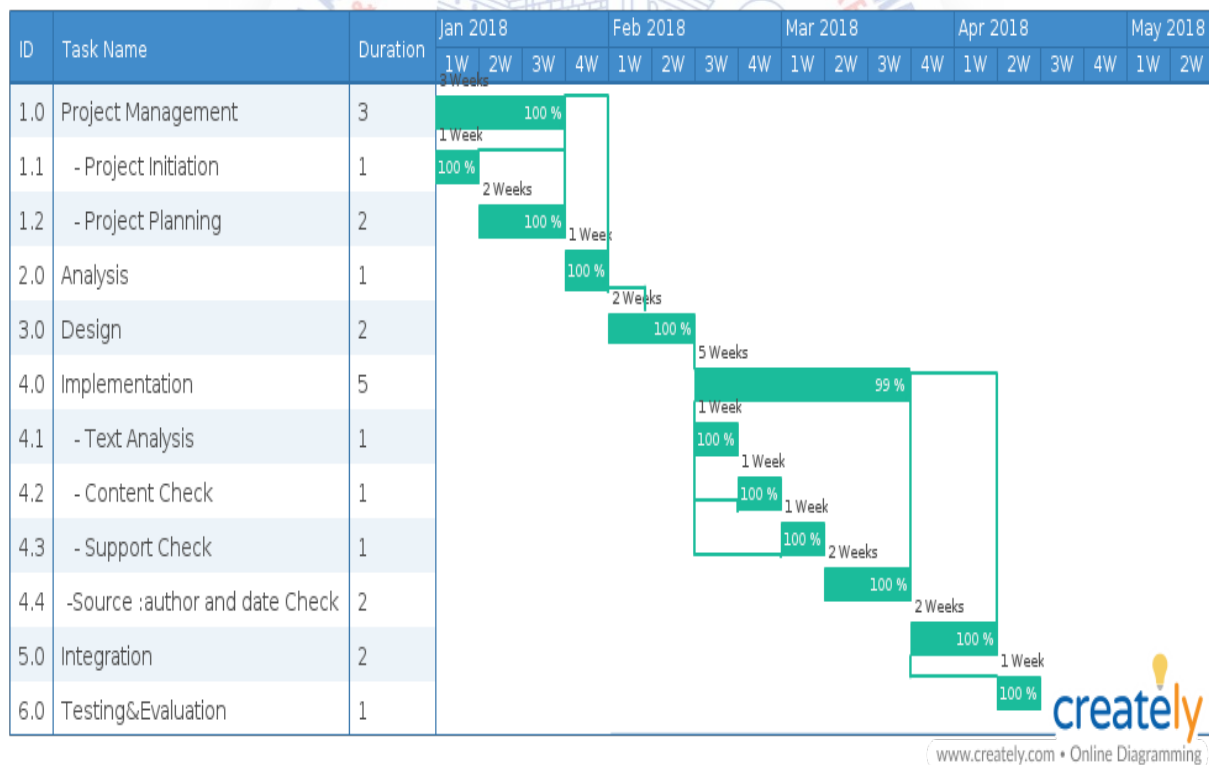 ID Task Name Duration Jan 2018 Feb 2018 Mar 2018 Apr 2018 May 2018
1W 2W 3W 4W 1W 2W 3W 4W 1W 2W 3W 4W 1W 2W 3W 4W 1W 2W
3 Weeks
1.0 Project Management 3 100 %
1 Week
1.1 - Project Initiation 1 100 %
2 Weeks
1.2 - Project Planning 2 100 %
1 Week
2.0 Analysis 1 100 %
2 Weeks
3.0 Design 2 100 %
5 Weeks
4.0 Implementation 5 99 %
1 Week
4.1 - Text Analysis 1 100 %
1 Week
4.2 - Content Check 1 100 %
1 Week
4.3 - Support Check 1 100 %
2 Weeks
4.4 -Source :author and date Check 2 100 %
2 Weeks
5.0 Integration 2 100 %
1 Week
6.0 Testing&Evaluation 1 100 %
creately
www.creately.com • Online Diagramming